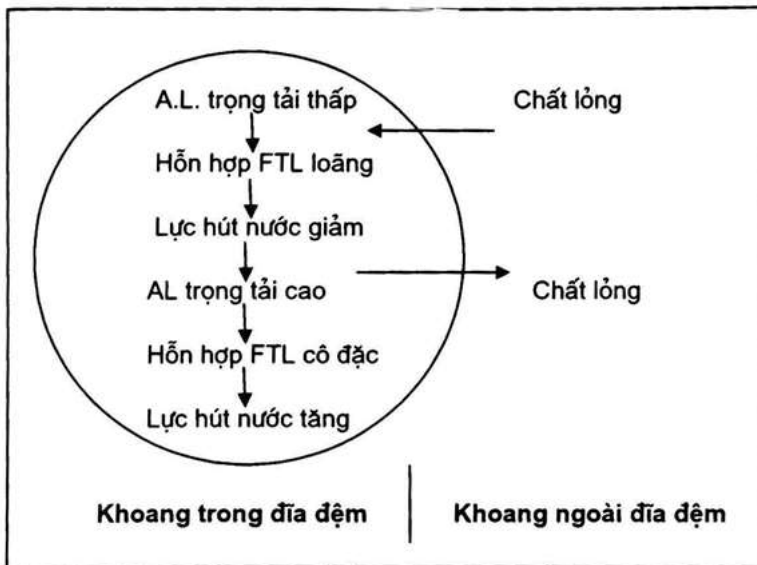 A.L. trọng tải thấp
Chất lỏng
Hỗn hợp FTL loãng
Lực hút nước giảm
AL trọng tải cao
Chất lỏng
Hỗn hợp FTL cô đặc
Lực hút nước tăng
Khoang trong đĩa đệm
Khoang ngoài đĩa đệm